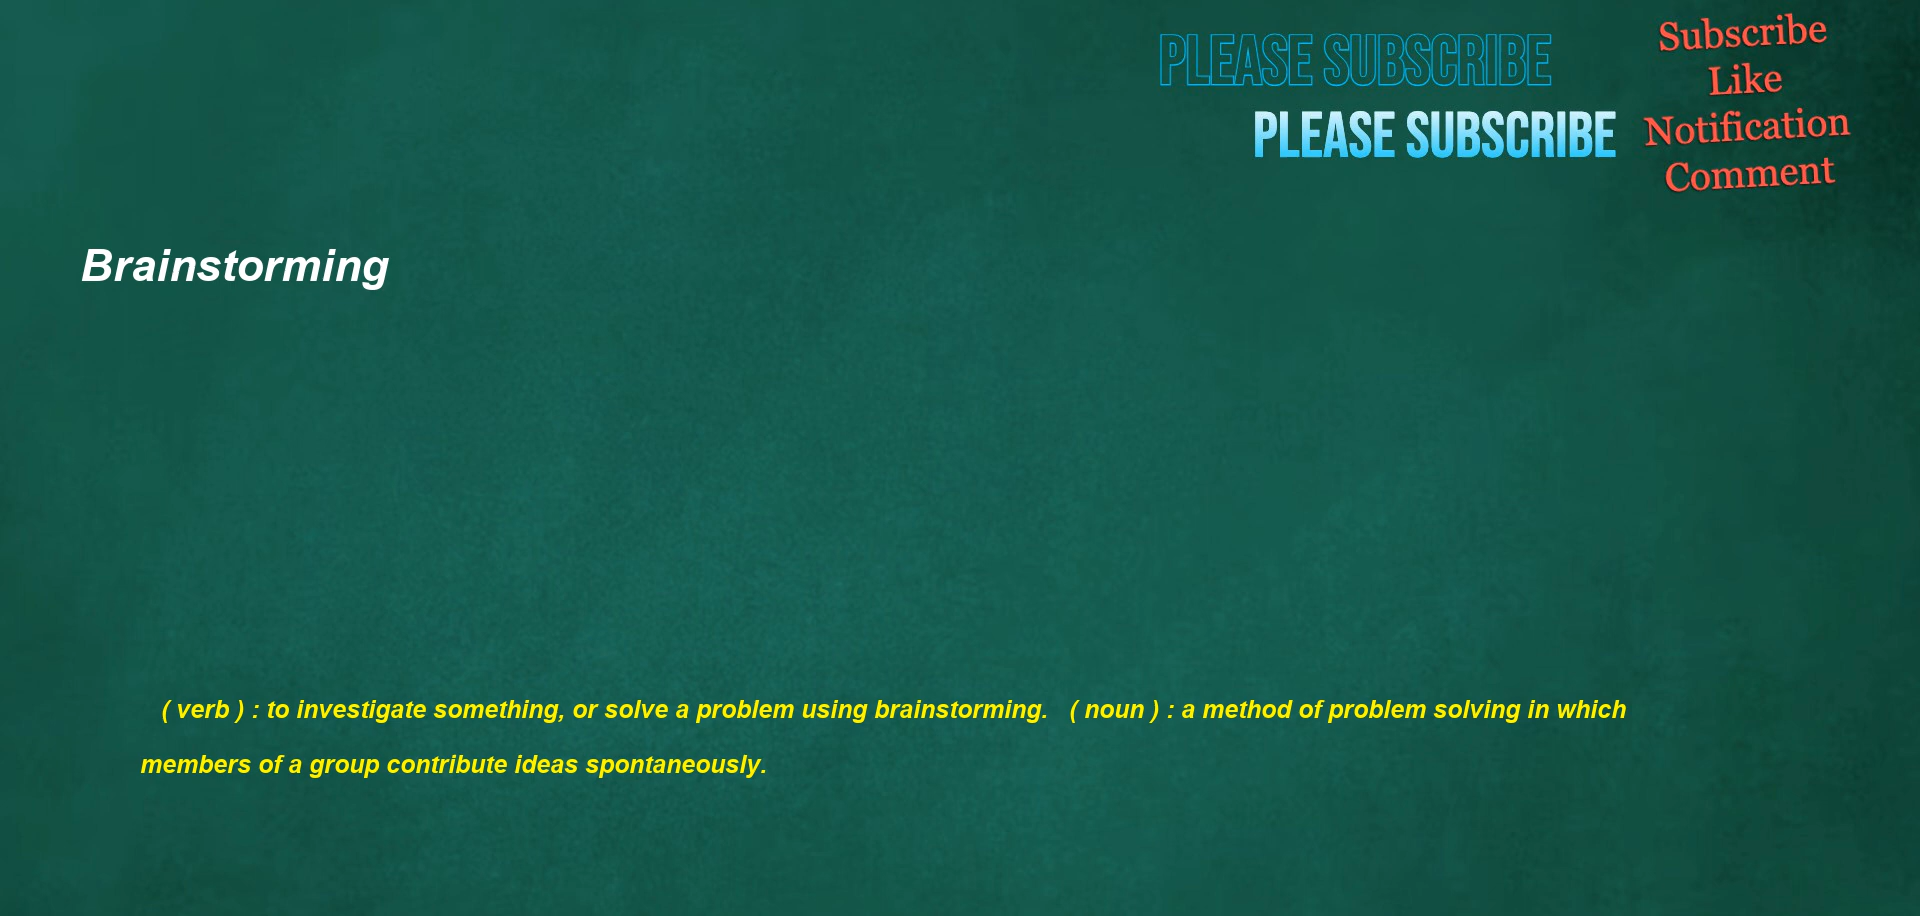 PLEASE SUBSCRIBE
PLEASE SUBSCRIBE
Subscribe
Like
Notification
Comment
Brainstorming
( verb ) : to investigate something, or solve a problem using brainstorming. ( noun ) : a method of problem solving in which
members of a group contribute ideas spontaneously.